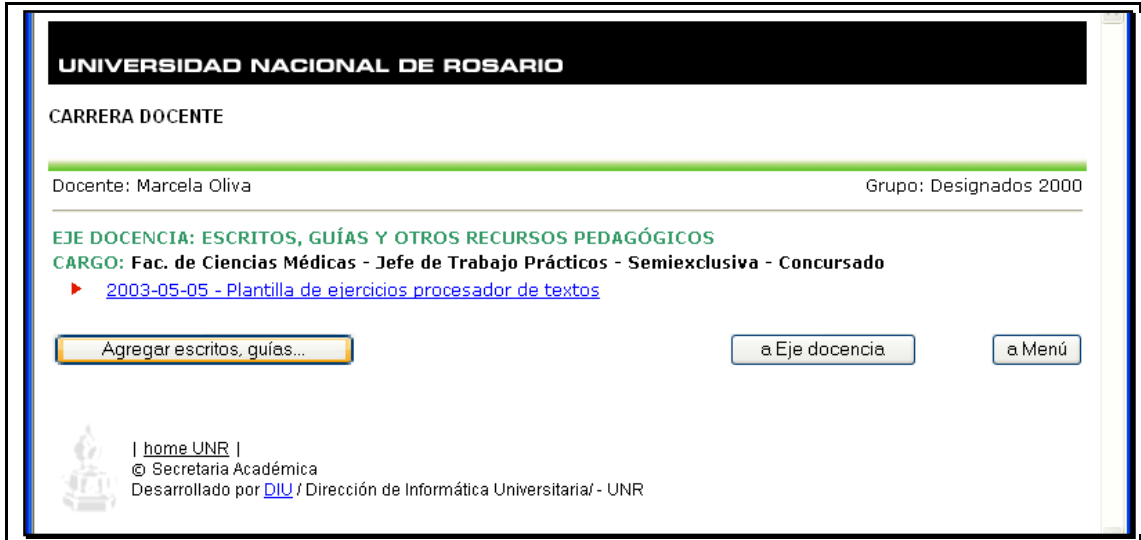 UNIVERSIDAD NACIONAL DE ROSARIO
CARRERA DOCENTE
Docente: Marcela Oliva Grupo: Designados 2000
EJE DOCENCIA: ESCRITOS, GUÍAS Y OTROS RECURSOS PEDAGÓGICOS
CARGO: Fac. de Ciencias Médicas - Jefe de Trabajo Prácticos - Semiexclusiva - Concursado
2003-05-05 - Plantilla de ejercicios procesador de textos
Agregar escritos, guías... a Eje docencia a Menú
| home UNR |
© Secretaria Académica
Desarrollado por DIU / Dirección de Informática Universitaria/ - UNR